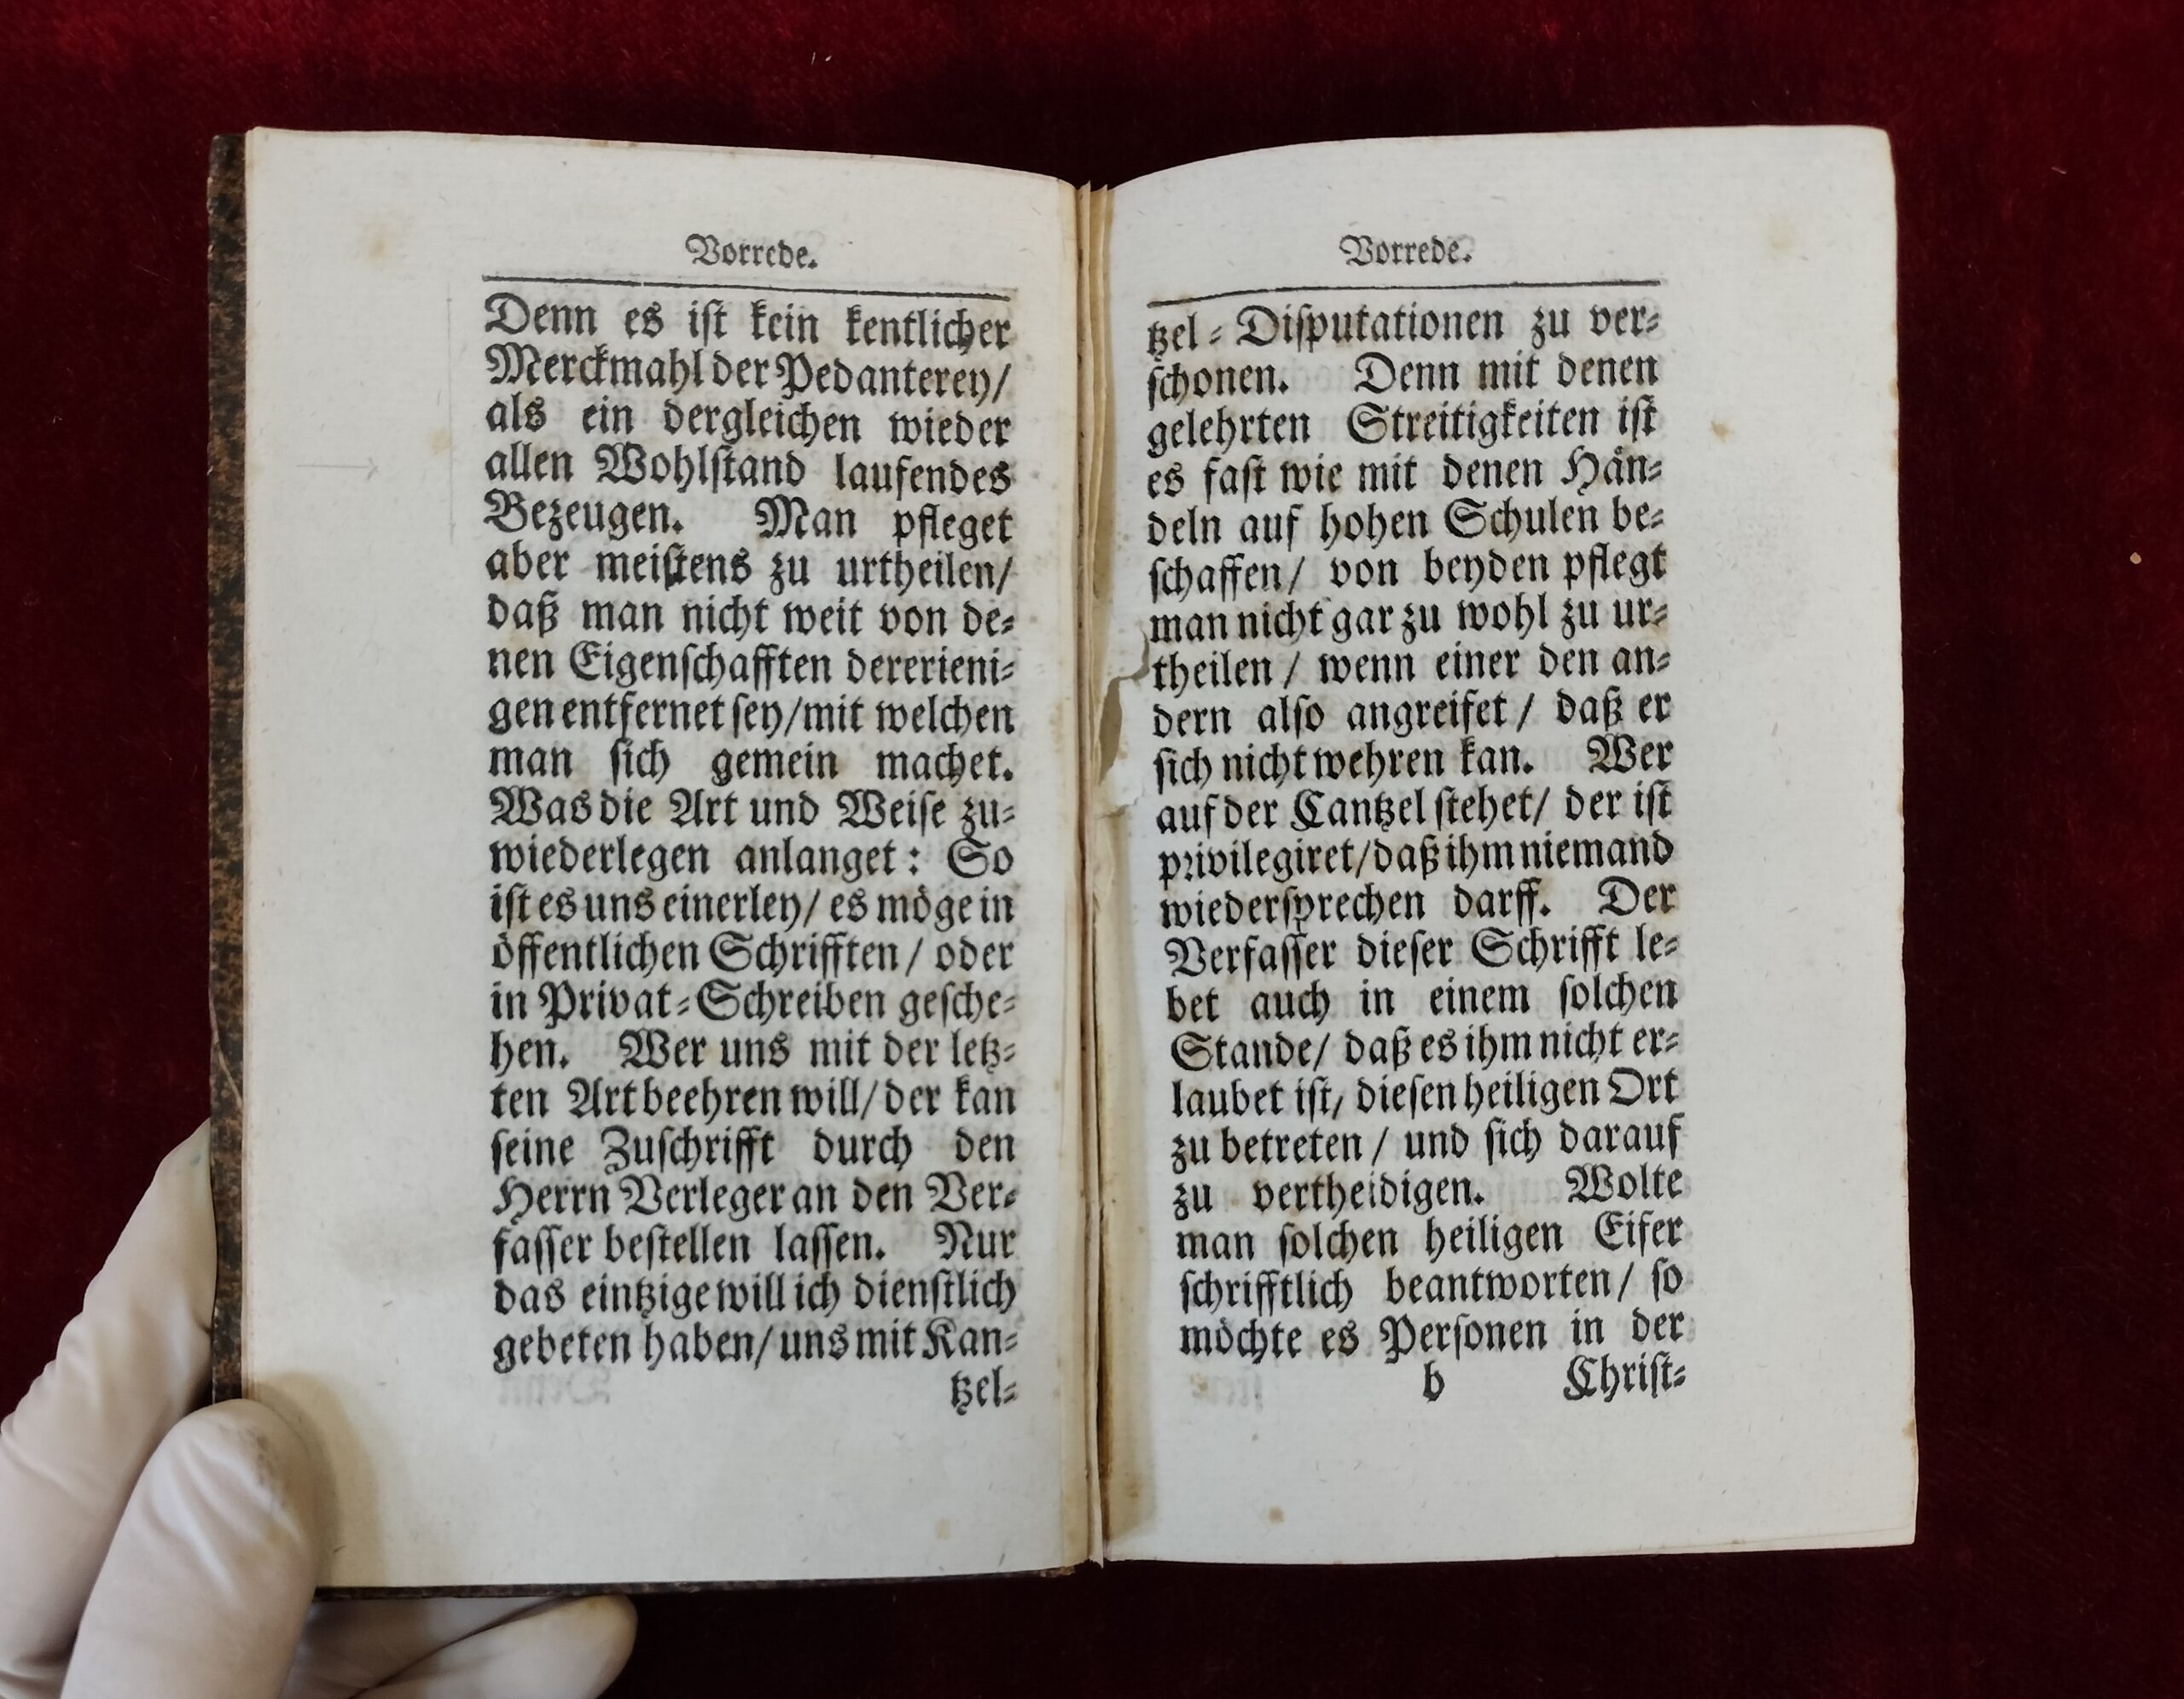 Vorrede.
Denn es iſt kein kentlicher
Merckmahl der Pedanterey/
als ein dergleichen wieder
allen Wohlſtand laufendes
Bezeugen. Man pfleget
aber meiſtens zu urtheilen/
daß man nicht weit von de⸗
nen Eigenſchafften dererieni⸗
gen entfernet ſey/mit welchen
man ſich gemein machet.
Was die Art und Weiſe zu⸗
wiederlegen anlanget: So
iſt es uns einerley/ es möge in
öffentlichen Schrifften/ oder
in Privat⸗Schreiben geſche⸗
hen. Wer uns mit der letz⸗
ten Art beehren will/der kan
ſeine Zuſchrifft durch den
Herrn Verleger an den Ver⸗
faſſer beſtellen laſſen. Nur
das eintzige will ich dienſtlich
gebeten haben/ uns mit Kan⸗
tzel⸗
Vorrede.
tzel⸗Diſputationen zu ver⸗
ſchonen. Denn mit denen
gelehrten Streitigkeiten iſt
es faſt wie mit denen Hän⸗
deln auf hohen Schulen be⸗
ſchaffen/ von beyden pflegt
man nicht gar zu wohl zu ur⸗
theilen/ wenn einer den an⸗
dern alſo angreifet/ daß er
ſich nicht wehren kan. Wer
auf der Cantzel ſtehet/ der iſt
privilegiret/daß ihm niemand
wiederſprechen darff. Der
Verfaſſer dieſer Schrifft le⸗
bet auch in einem ſolchen
Stande/ daß es ihm nicht er⸗
laubet iſt, dieſen heiligen Ort
zu betreten/ und ſich darauf
zu vertheidigen. Wolte
man ſolchen heiligen Eifer
ſchrifftlich beantworten/ ſo
möchte es Perſonen in der
b Chriſt⸗